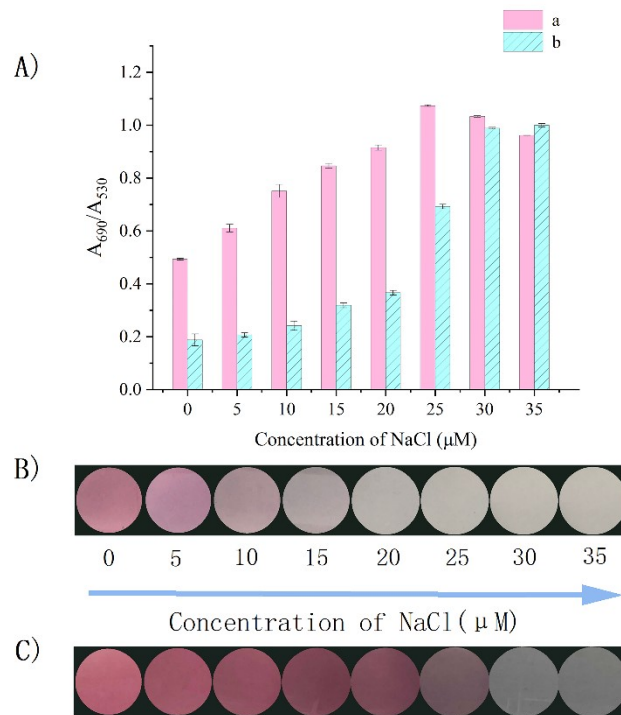 a
b
A)
1.2
1.0
0.8
0.6
0.4
0.2
0.0
A690/A530
0 5 10 15 20 25 30 35
Concentration of NaCl (μM)
B)
0 5 10 15 20 25 30 35
Concentration of NaCl(μM)
C)